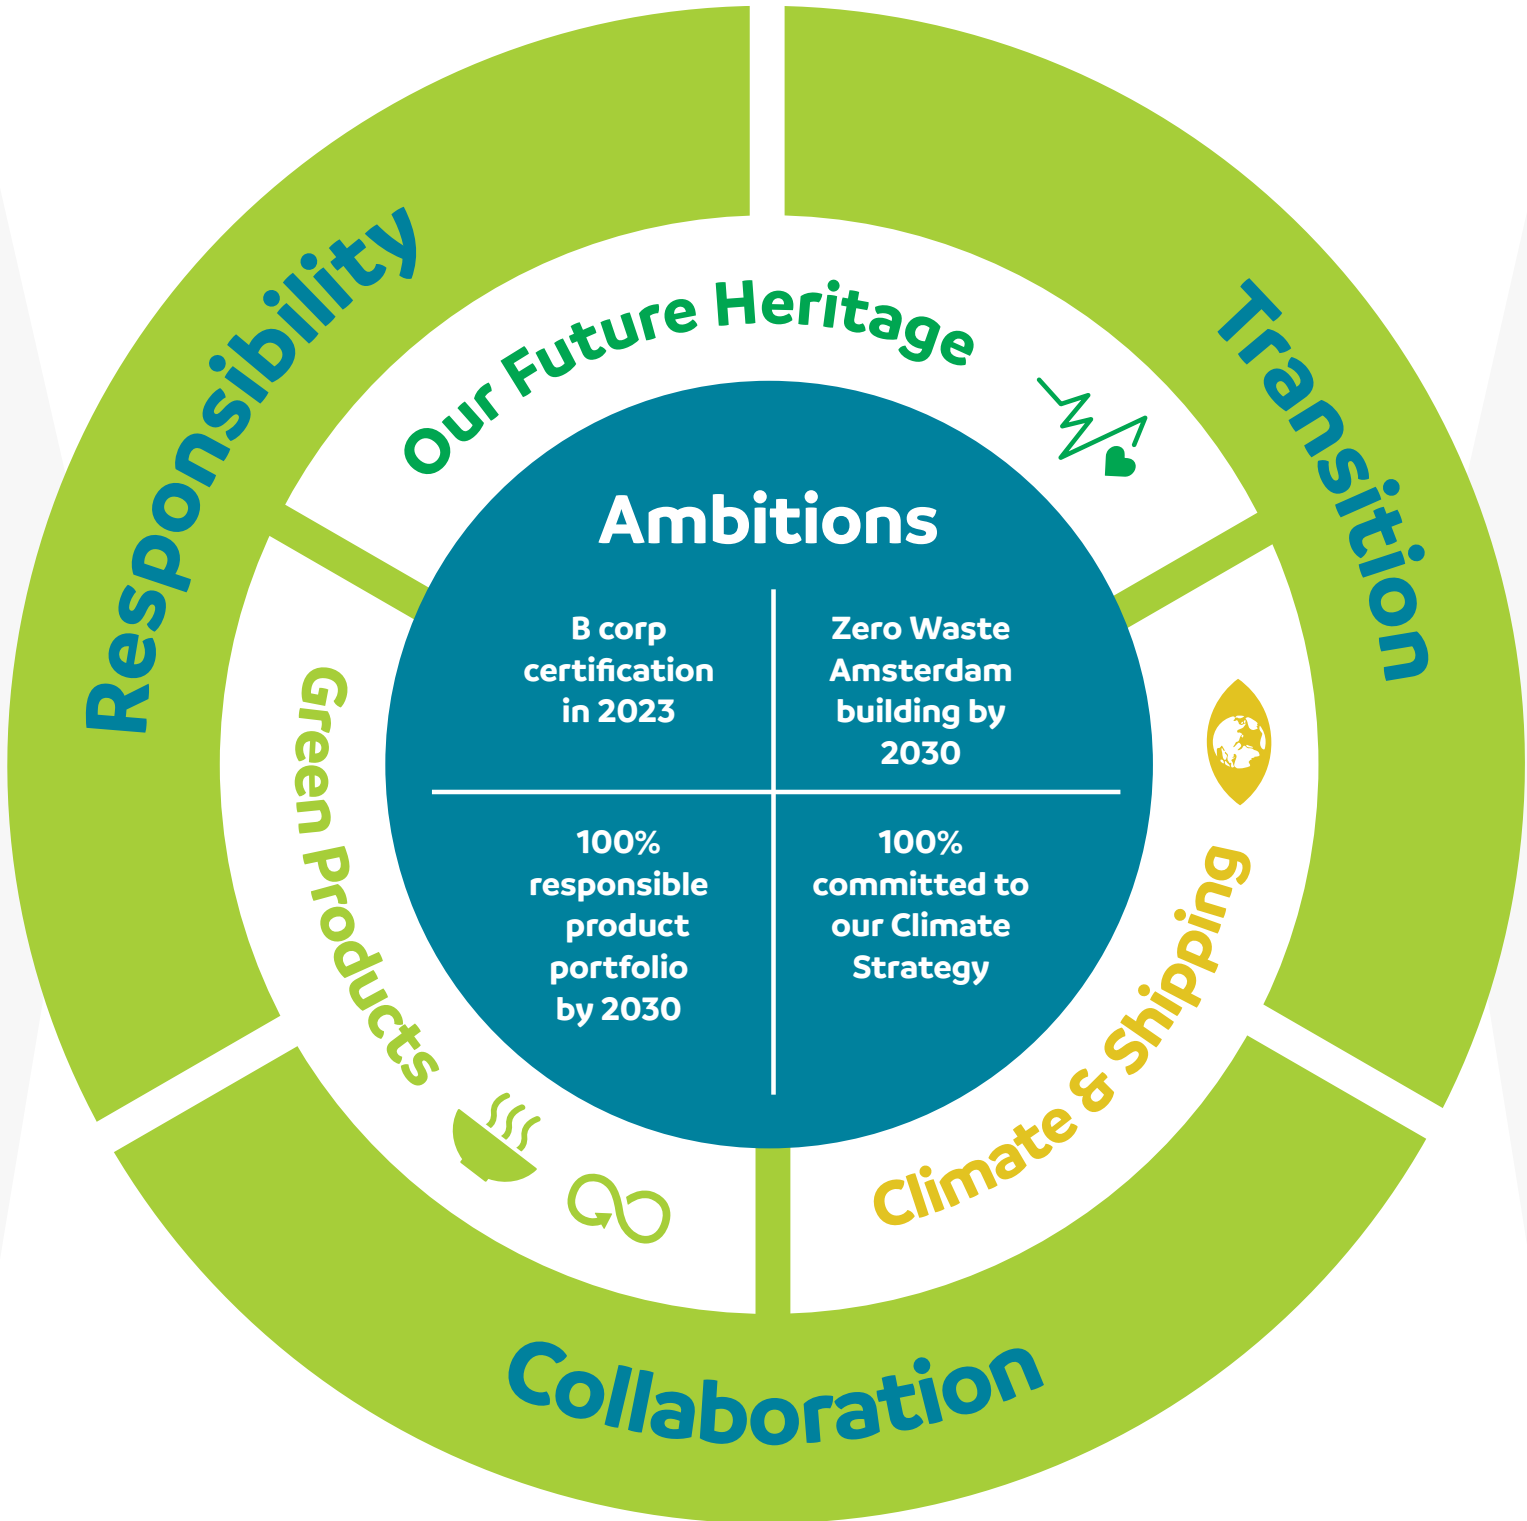 Responsibility
Transition
Our Future Heritage
Ambitions
B corp
certification
in 2023
Zero Waste
Amsterdam
building by
2030
100%
responsible
product
portfolio
by 2030
100%
committed to
our Climate
Strategy
Green Products
Climate & Shipping
Collaboration